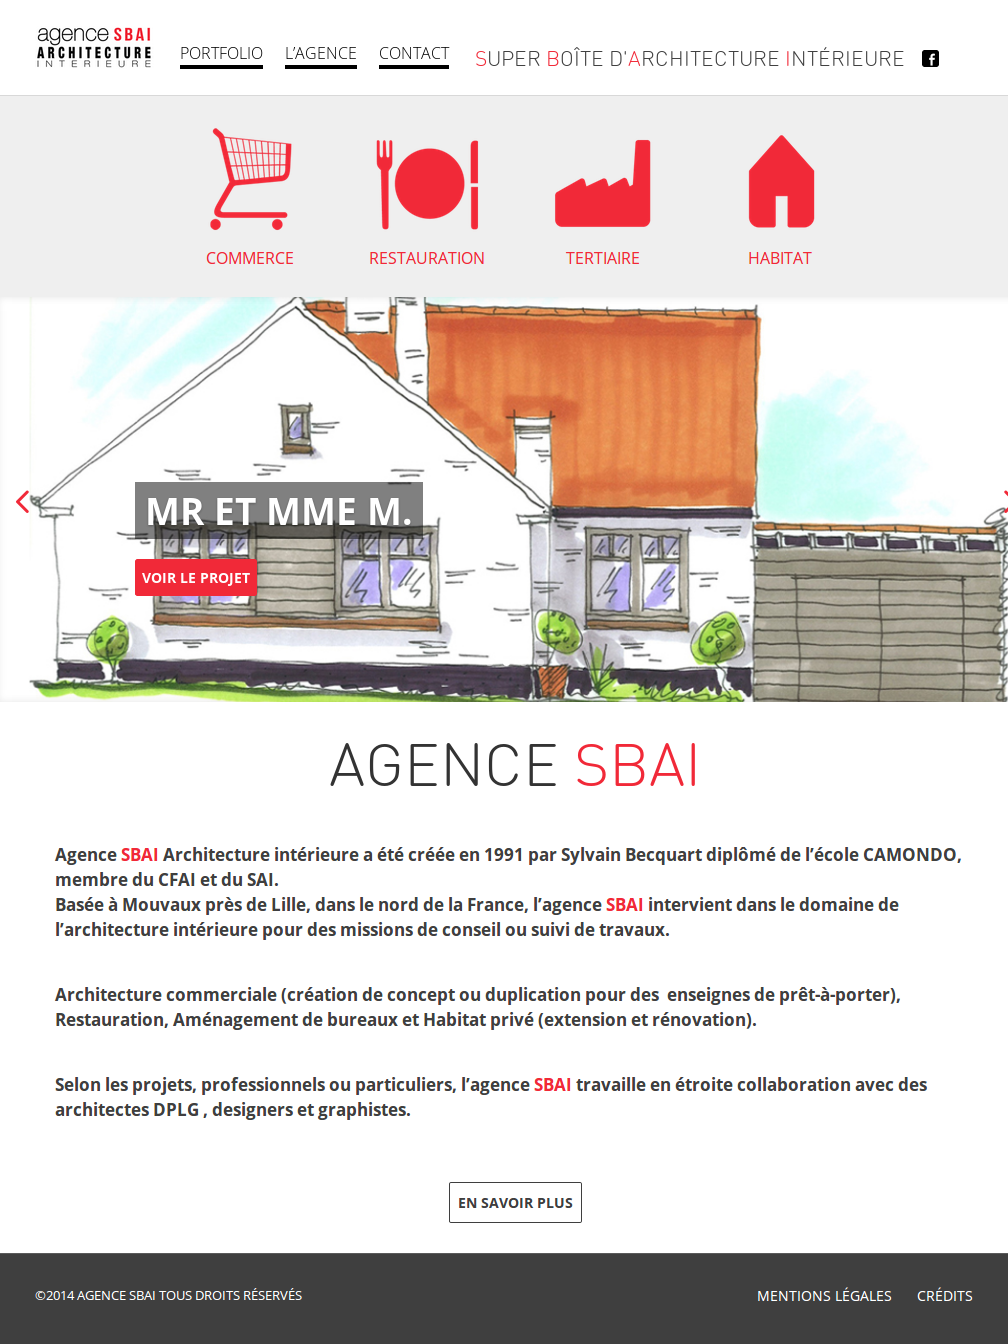 agence SBAI
ARCHITECTURE
INTERIEURE
PORTFOLIO L’AGENCE CONTACT
SUPER BOÎTE D'ARCHITECTURE INTÉRIEURE
COMMERCE RESTAURATION TERTIAIRE HABITAT
MR ET MME M.
VOIR LE PROJET
AGENCE SBAI
Agence SBAI Architecture intérieure a été créée en 1991 par Sylvain Becquart diplômé de l’école CAMONDO,
membre du CFAI et du SAI.
Basée à Mouvaux près de Lille, dans le nord de la France, l’agence SBAI intervient dans le domaine de
l’architecture intérieure pour des missions de conseil ou suivi de travaux.
Architecture commerciale (création de concept ou duplication pour des  enseignes de prêt-à-porter),
Restauration, Aménagement de bureaux et Habitat privé (extension et rénovation).
Selon les projets, professionnels ou particuliers, l’agence SBAI travaille en étroite collaboration avec des
architectes DPLG , designers et graphistes.
EN SAVOIR PLUS
©2014 AGENCE SBAI TOUS DROITS RÉSERVÉS MENTIONS LÉGALES CRÉDITS